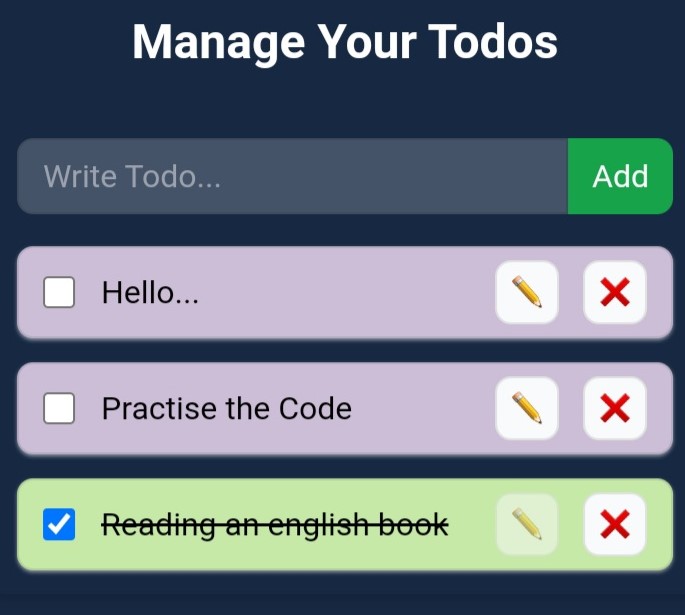 Manage Your Todos
Write Todo...
Add
Hello...
Practise the Code
Reading an english book